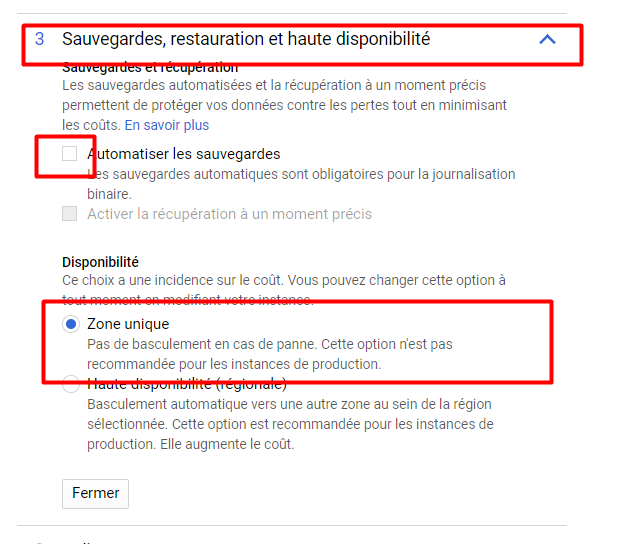 3 Sauvegardes, restauration et haute disponibilité
Sauvegardes et récupération
Les sauvegardes automatisées et la récupération à un moment précis
permettent de protéger vos données contre les pertes tout en minimisant
les coûts. En savoir plus
Automatiser les sauvegardes
Les sauvegardes automatiques sont obligatoires pour la journalisation
binaire.
Activer la récupération à un moment précis
Disponibilité
Ce choix a une incidence sur le coût. Vous pouvez changer cette option à
tout moment en modifiant votre instance.
Zone unique
Pas de basculement en cas de panne. Cette option n'est pas
recommandée pour les instances de production.
Haute disponibilité (régionale)
Basculement automatique vers une autre zone au sein de la région
sélectionnée. Cette option est recommandée pour les instances de
production. Elle augmente le coût.
Fermer